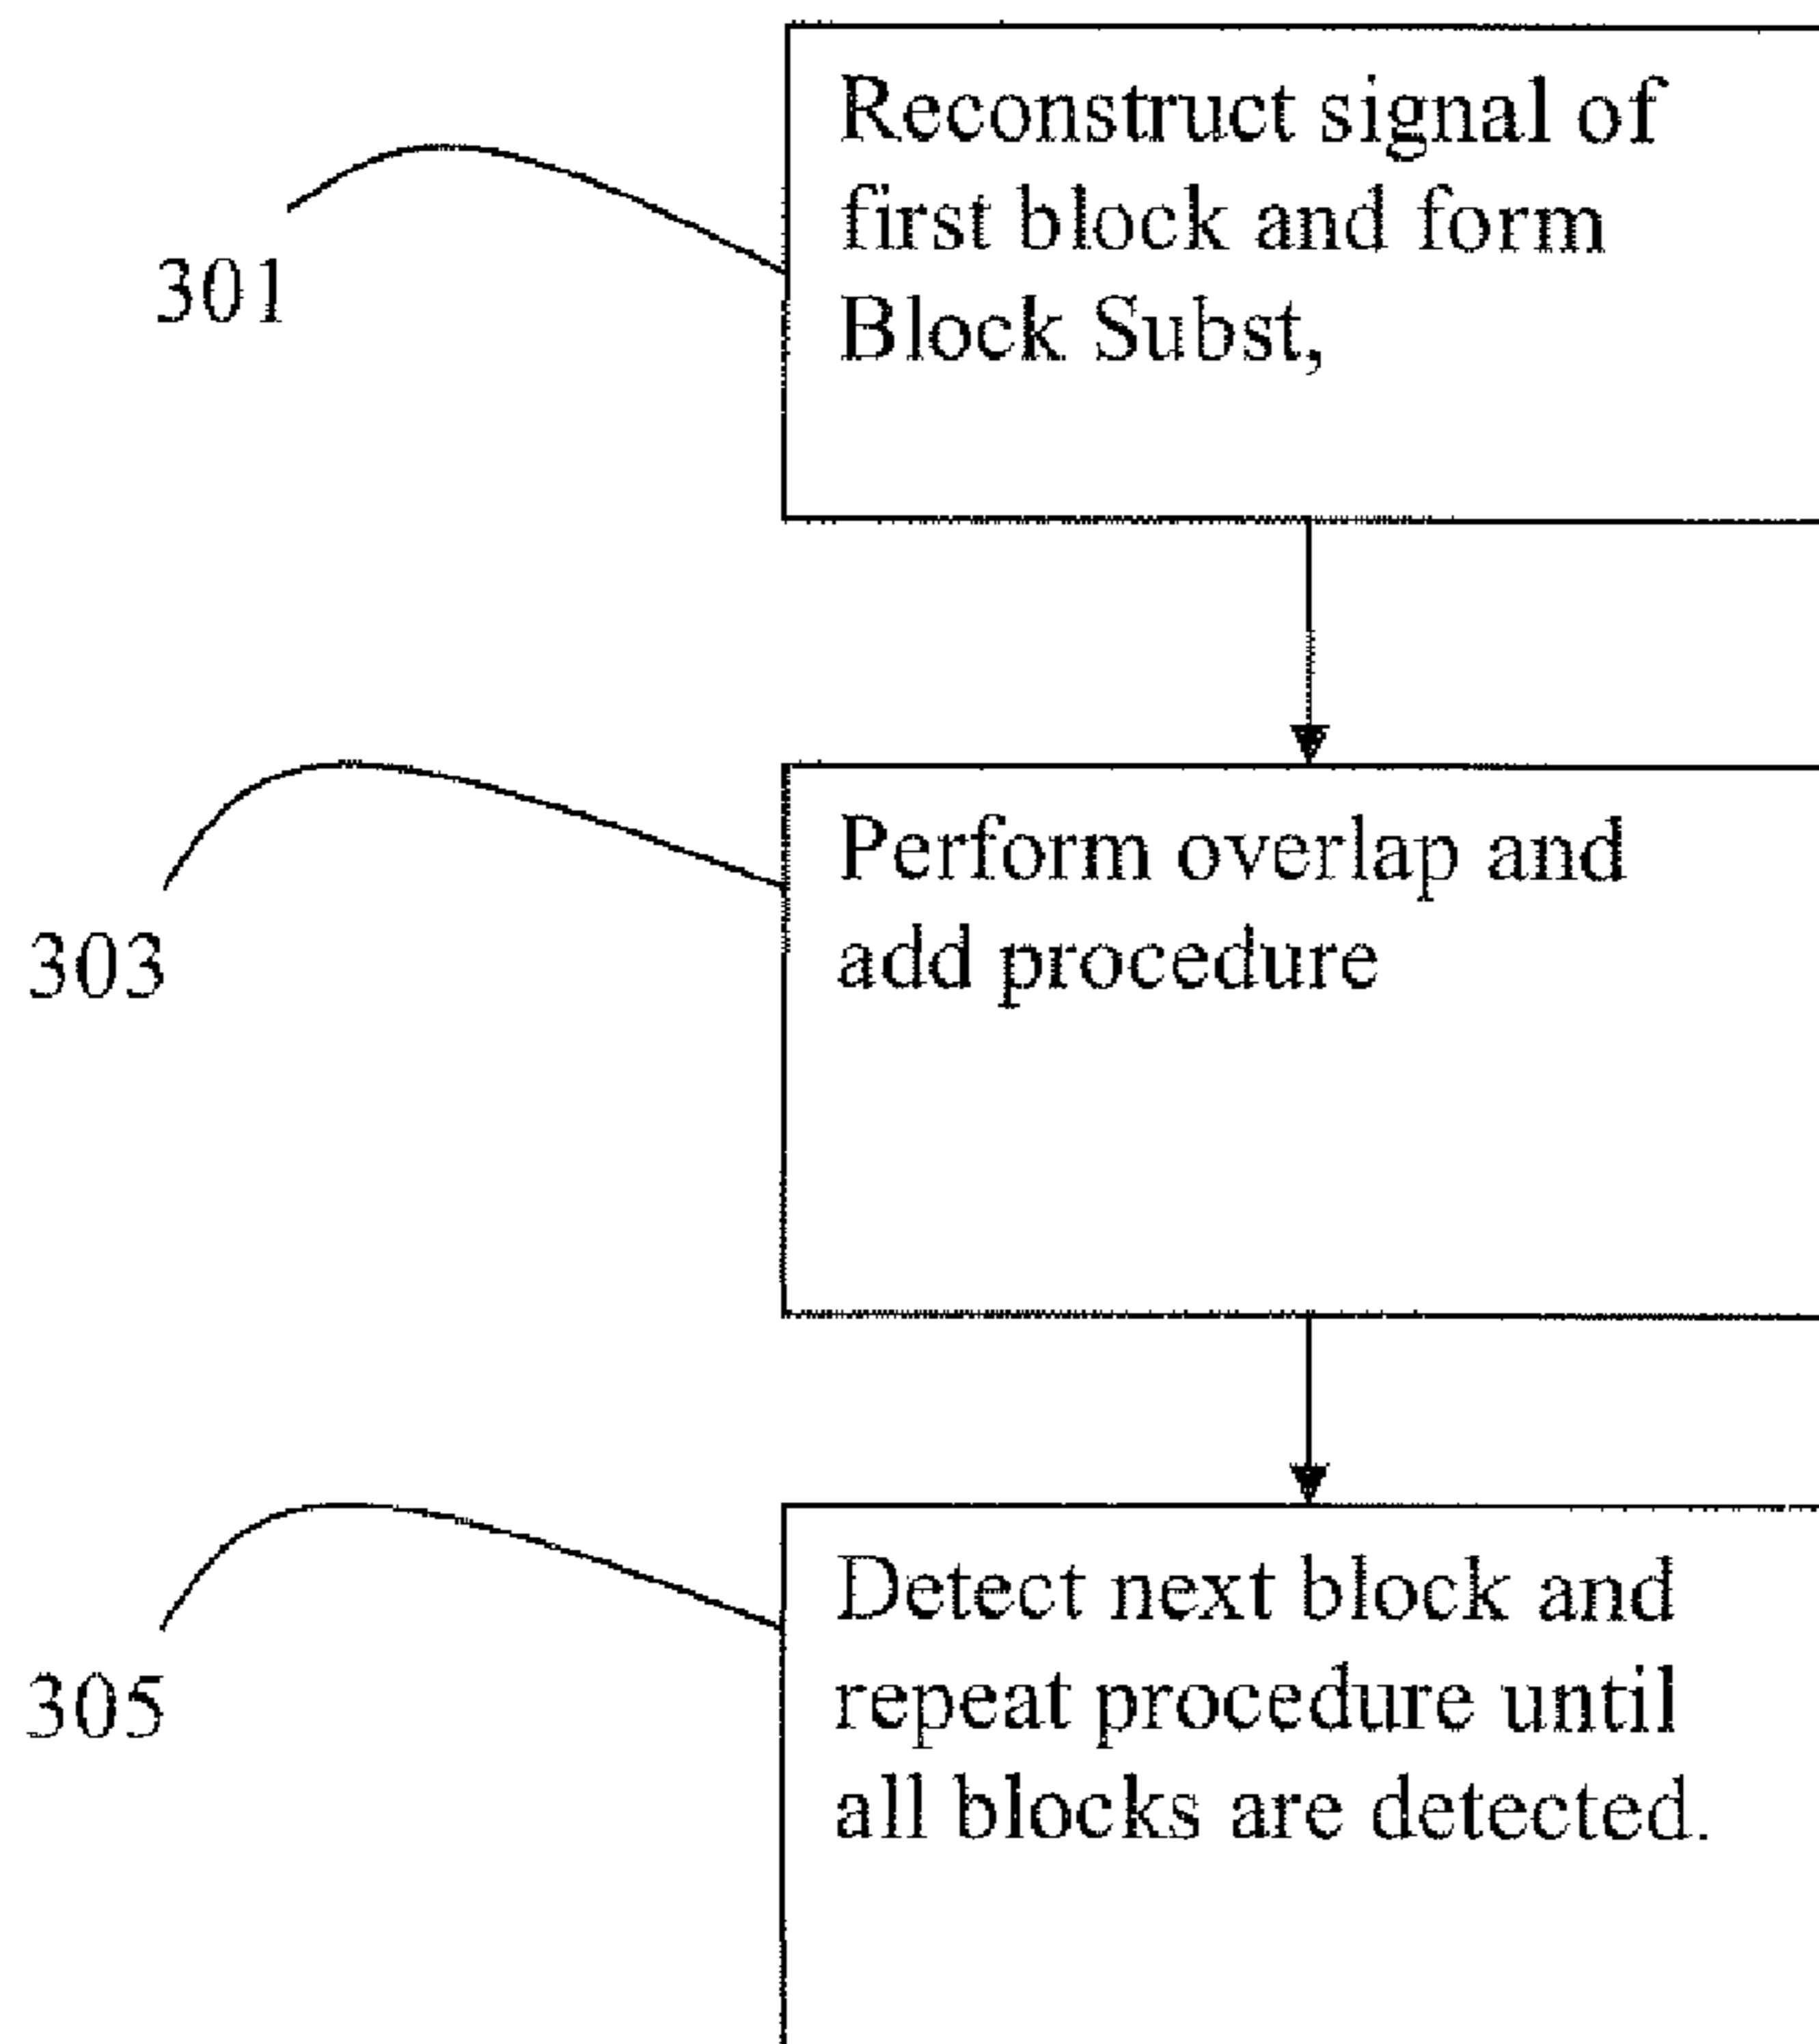 Reconstruct signal of
first block and form
Block Subst,
301
Perform overlap and
add procedure
303
Detect next block and
repeat procedure until
all blocks are detected.
305